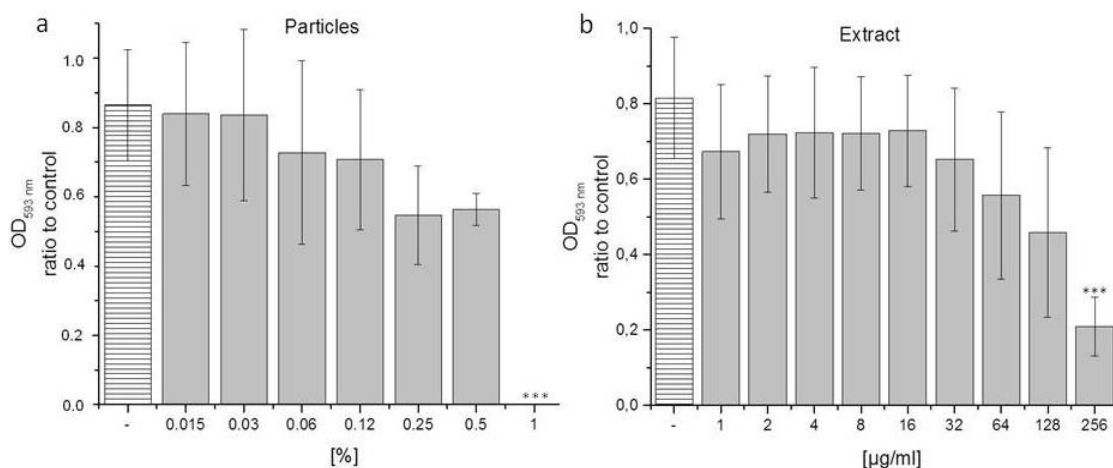 a
Particles
1.0
0.8
0.6
0.4
0.2
0.0
OD593 nm
ratio to control
***
- 0.015 0.03 0.06 0.12 0.25 0.5 1
[%]
b
Extract
1,0
0,8
0,6
0,4
0,2
0,0
OD593 nm
ratio to control
***
- 1 2 4 8 16 32 64 128 256
[µg/ml]